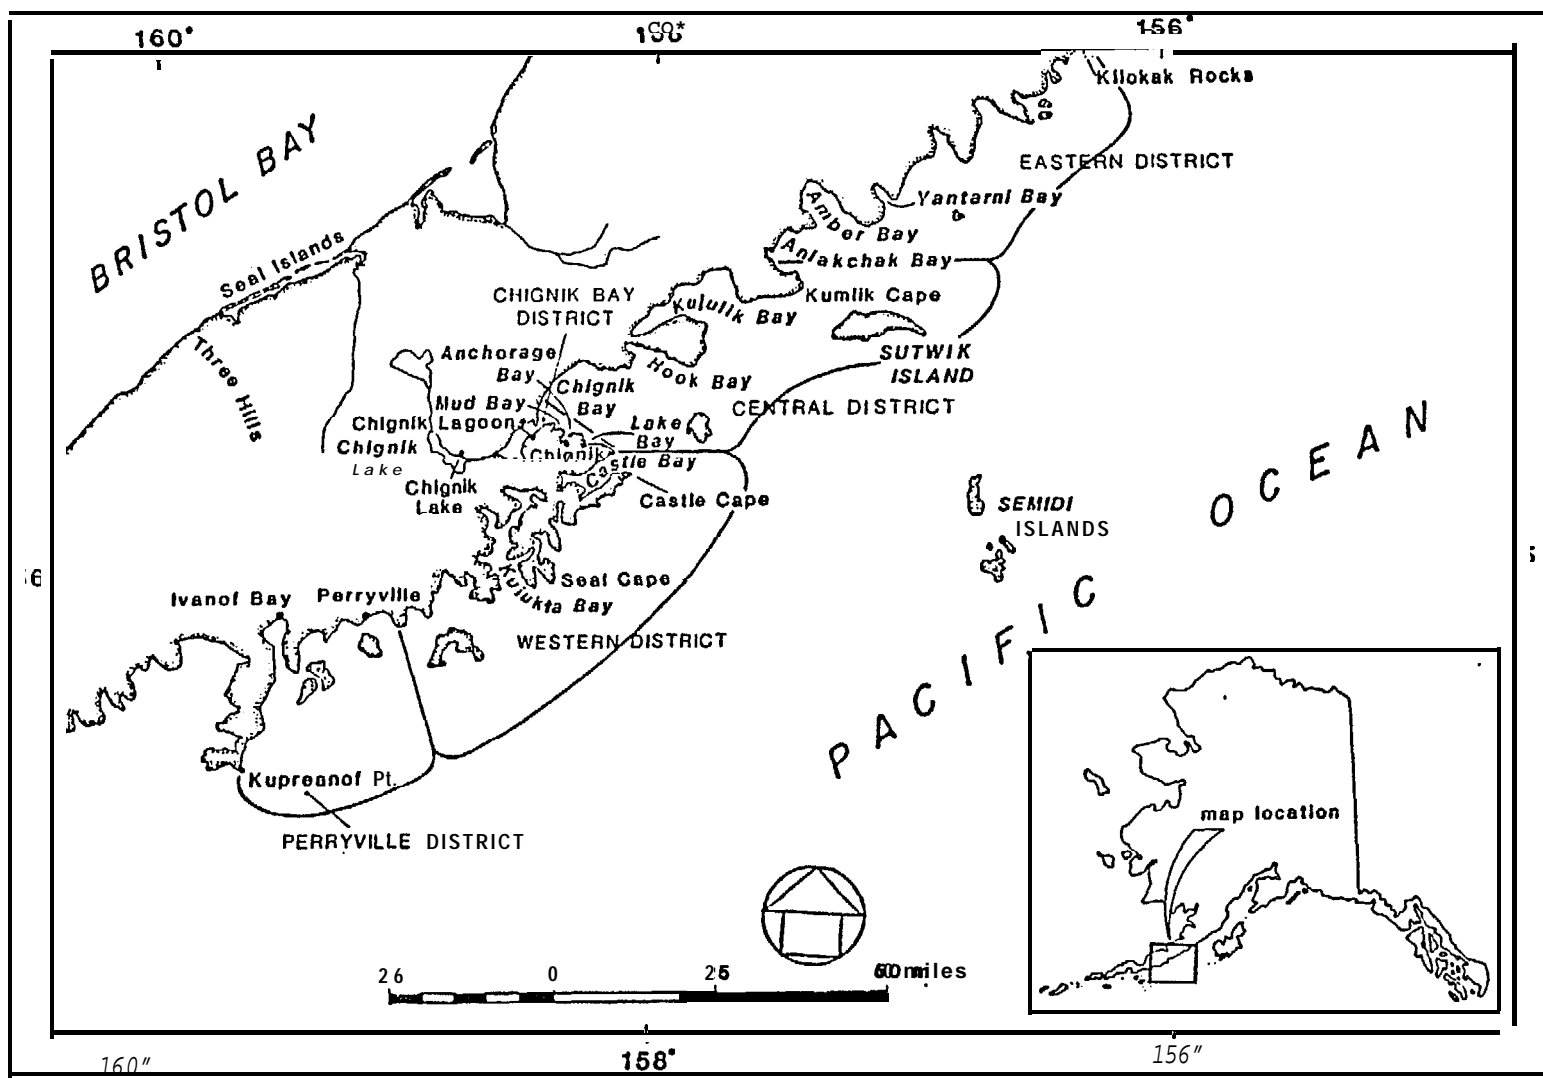 160°
156°
Kilokak Rocks
BRISTOL BAY
EASTERN DISTRICT
Yantarni Bay
Amber Bay
Aniakchak Bay
Seal Islands
CHIGNIK BAY
DISTRICT
Kumlik Cape
Kujulik Bay
Three Hills
Anchorage
Bay
SUTWIK
ISLAND
Hook Bay
Chignik
Bay
Mud Bay
CENTRAL DISTRICT
Chignik Lagoon
Lake
Bay
Chignik
Lake
Chignik
Castle Bay
Chignik
Lake
Castle Cape
PACIFIC OCEAN
SEMIDI
ISLANDS
Seal Cape
Kuiukta Bay
Ivanof Bay
Perryville
WESTERN DISTRICT
Kupreanof Pt.
PERRYVILLE DISTRICT
map location
26 0 25 miles
160"
158°
156"